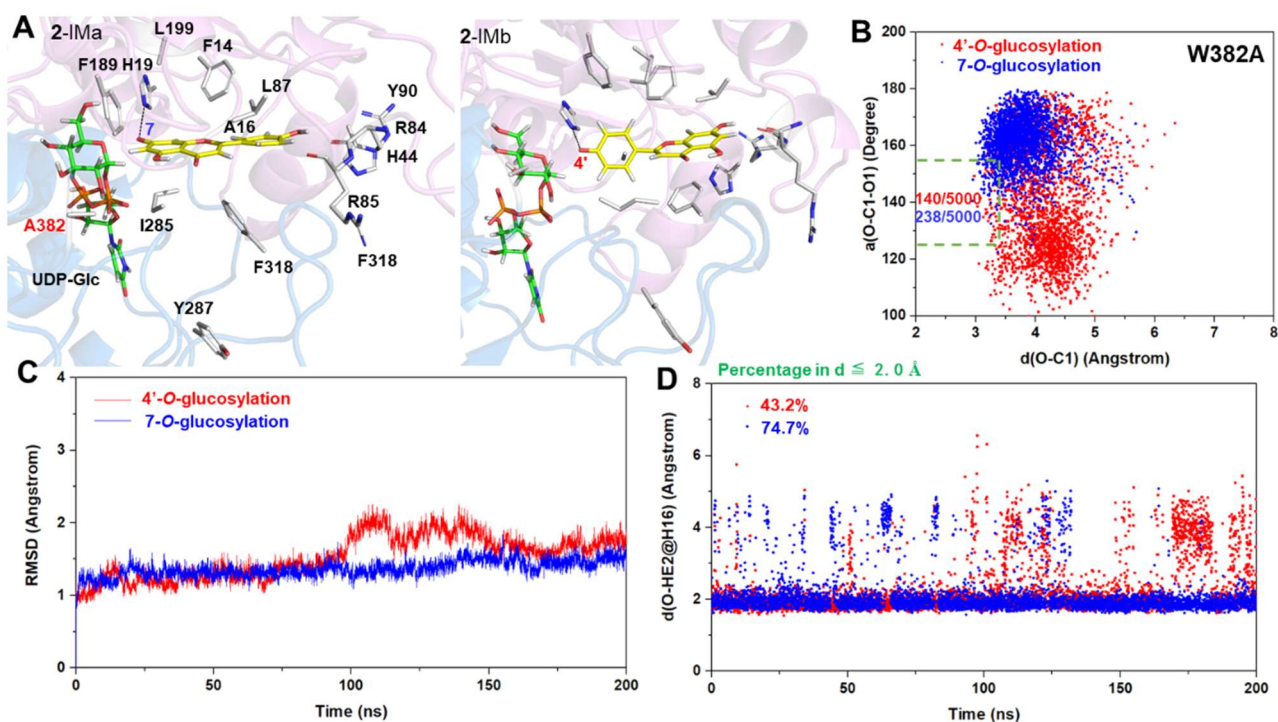 A
2-IMa
L199
F14
F189 H19
L87
Y90
7
A16
R84
H44
A382
I285
R85
F318
F318
UDP-Glc
Y287
2-IMb
4'
B
200
180
160
140
120
100
a(O-C1-O1) (Degree)
4'-O-glucosylation
7-O-glucosylation
W382A
140/5000
238/5000
2 3 4 5 6 7 8
d(O-C1) (Angstrom)
C
4
3
2
1
0
RMSD (Angstrom)
4'-O-glucosylation
7-O-glucosylation
0 50 100 150 200
Time (ns)
D
Percentage in d ≦ 2.0 Å
8
6
4
2
0
d(O-HE2@H16) (Angstrom)
43.2%
74.7%
0 50 100 150 200
Time (ns)